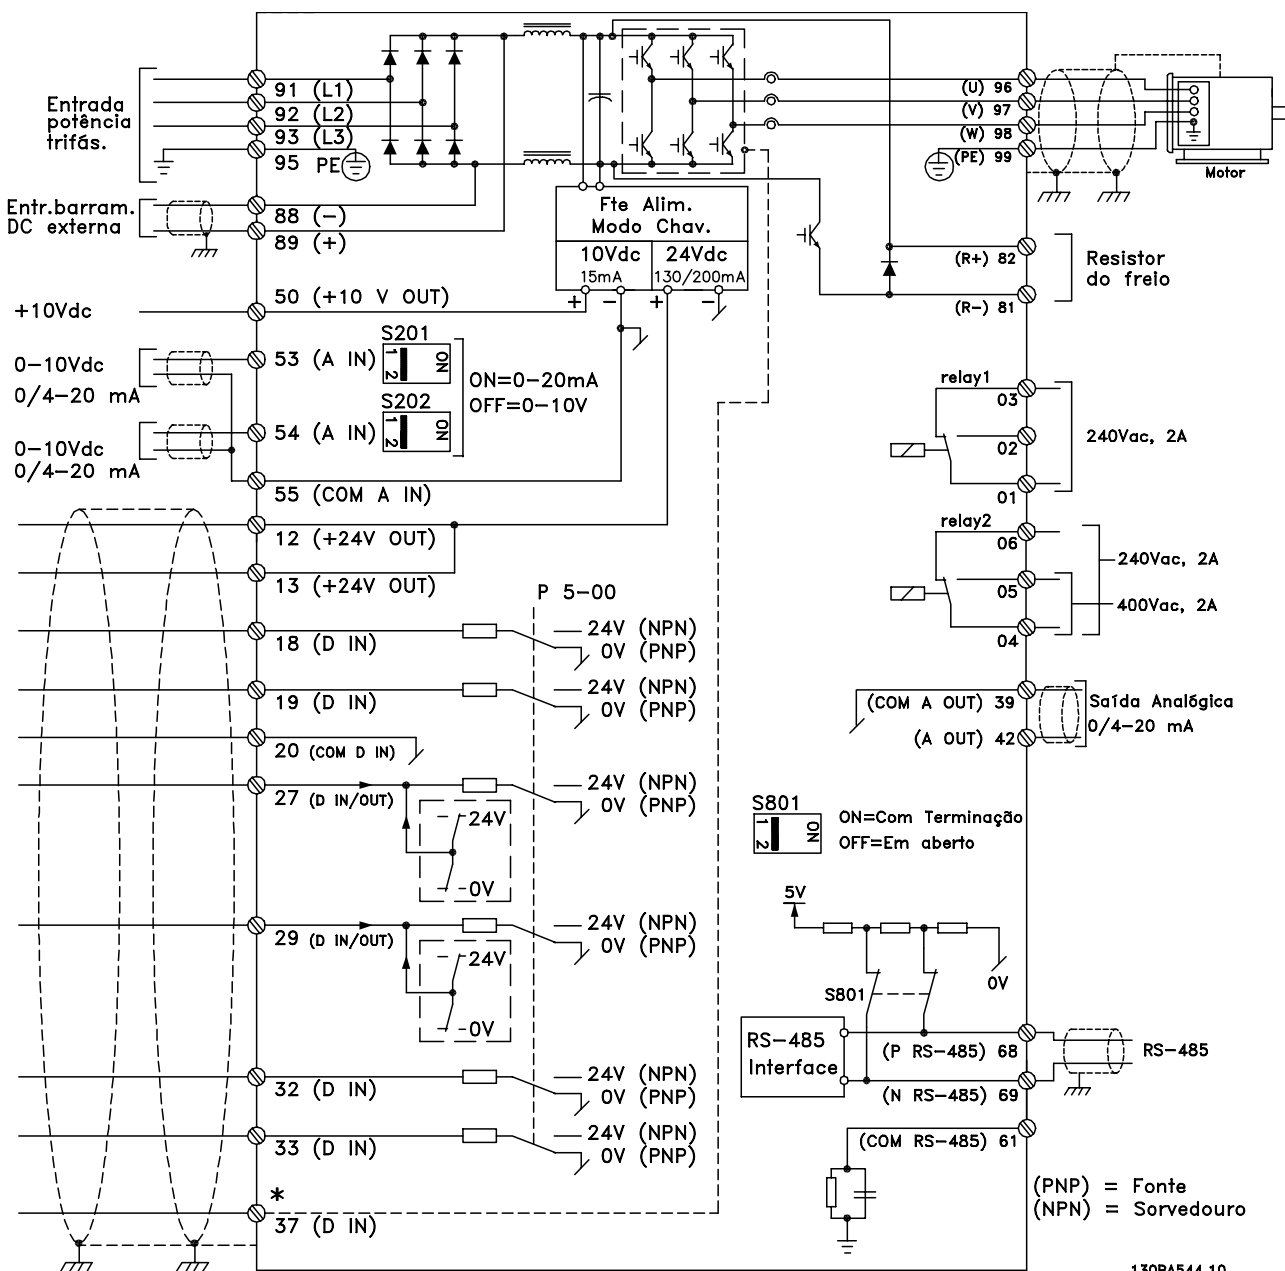 Entrada
potência
trifás.
91 (L1)
92 (L2)
93 (L3)
95 PE
Entr.barram.
DC externa
88 (−)
89 (+)
+10Vdc
50 (+10 V OUT)
0−10Vdc
0/4−20 mA
53 (A IN)
S201
1 2
ON
S202
1 2
ON
ON=0−20mA
OFF=0−10V
0−10Vdc
0/4−20 mA
54 (A IN)
55 (COM A IN)
12 (+24V OUT)
13 (+24V OUT)
P 5-00
18 (D IN)
24V (NPN)
0V (PNP)
19 (D IN)
24V (NPN)
0V (PNP)
20 (COM D IN)
27 (D IN/OUT)
24V (NPN)
0V (PNP)
24V
0V
29 (D IN/OUT)
24V (NPN)
0V (PNP)
24V
0V
32 (D IN)
24V (NPN)
0V (PNP)
33 (D IN)
24V (NPN)
0V (PNP)
*
37 (D IN)
Fte Alim.
Modo Chav.
10Vdc
15mA
24Vdc
130/200mA
+ − + −
(U) 96
(V) 97
(W) 98
(PE) 99
Motor
(R+) 82
Resistor
do freio
(R−) 81
relay1
03
02
01
240Vac, 2A
relay2
06
05
04
240Vac, 2A
400Vac, 2A
(COM A OUT) 39
(A OUT) 42
Saída Analógica
0/4−20 mA
S801
1 2
ON
ON=Com Terminação
OFF=Em aberto
5V
S801
0V
RS−485
Interface
(P RS−485) 68
(N RS−485) 69
RS−485
(COM RS−485) 61
(PNP) = Fonte
(NPN) = Sorvedouro
130BA544.10